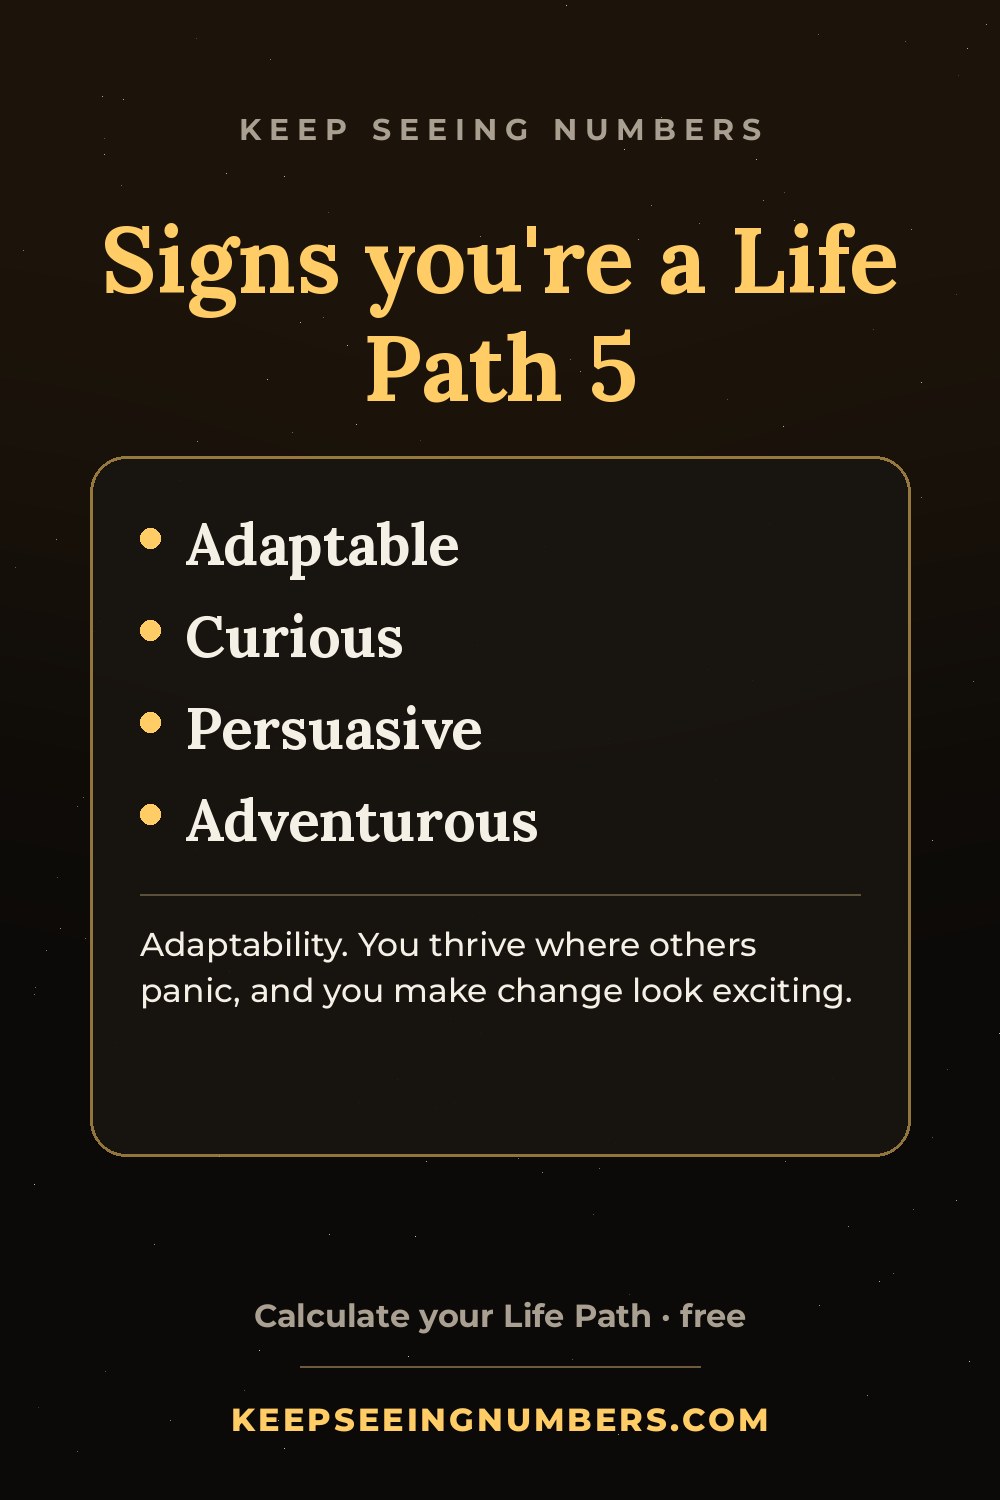 KEEP SEEING NUMBERS
Signs you're a Life
Path 5
Adaptable
Curious
Persuasive
Adventurous
Adaptability. You thrive where others
panic, and you make change look exciting.
Calculate your Life Path · free
KEEPSEEINGNUMBERS.COM